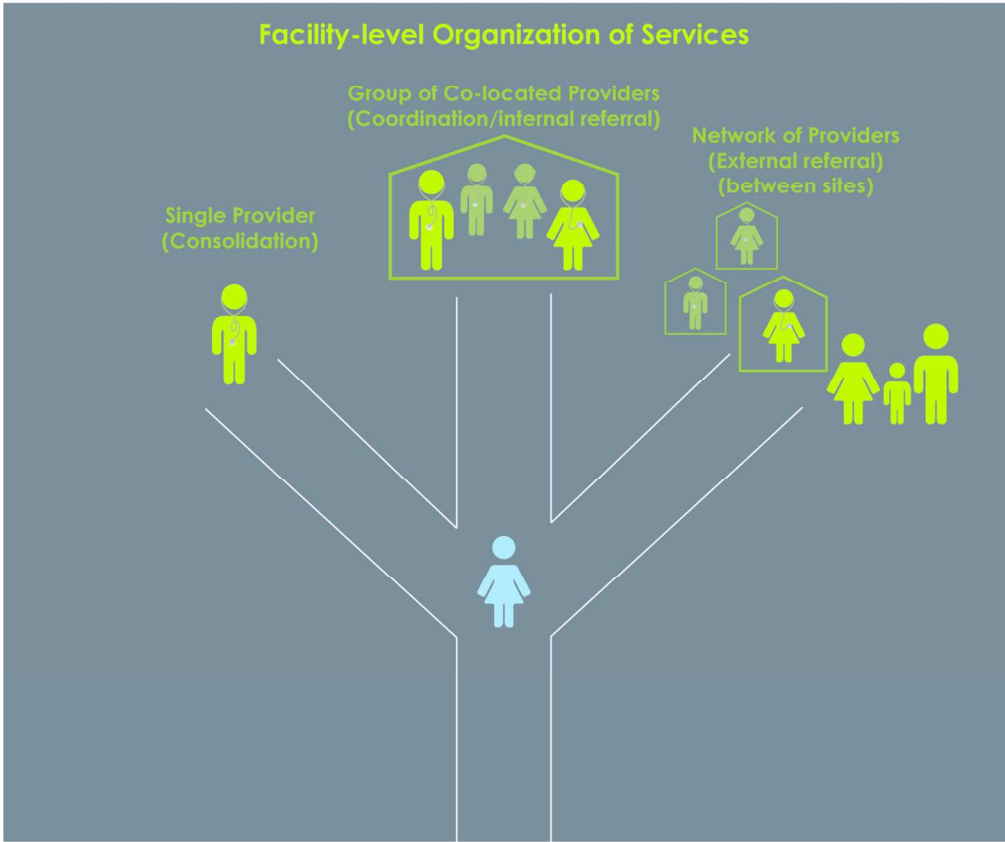 Facility-level Organization of Services
Group of Co-located Providers
(Coordination/internal referral)
Network of Providers
(External referral)
(between sites)
Single Provider
(Consolidation)